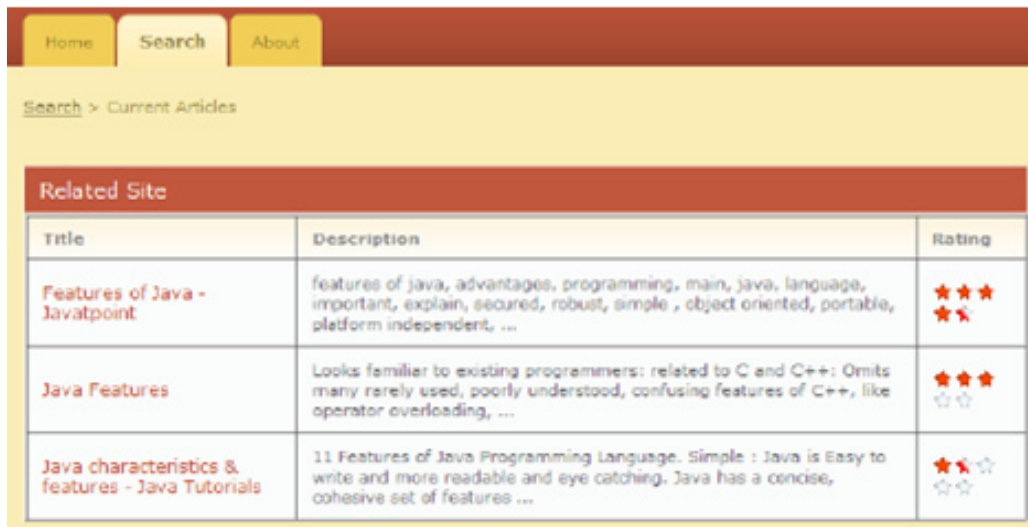 Home Search About
Search > Current Articles
Related Site
Title Description Rating
Features of Java -
Javatpoint
features of java, advantages, programming, main, java, language,
important, explain, secured, robust, simple , object oriented, portable,
platform independent, ...
Java Features
Looks familiar to existing programmers: related to C and C++: Omits
many rarely used, poorly understood, confusing features of C++, like
operator overloading, ...
Java characteristics &
features - Java Tutorials
11 Features of Java Programming Language. Simple : Java is Easy to
write and more readable and eye catching. Java has a concise,
cohesive set of features ...